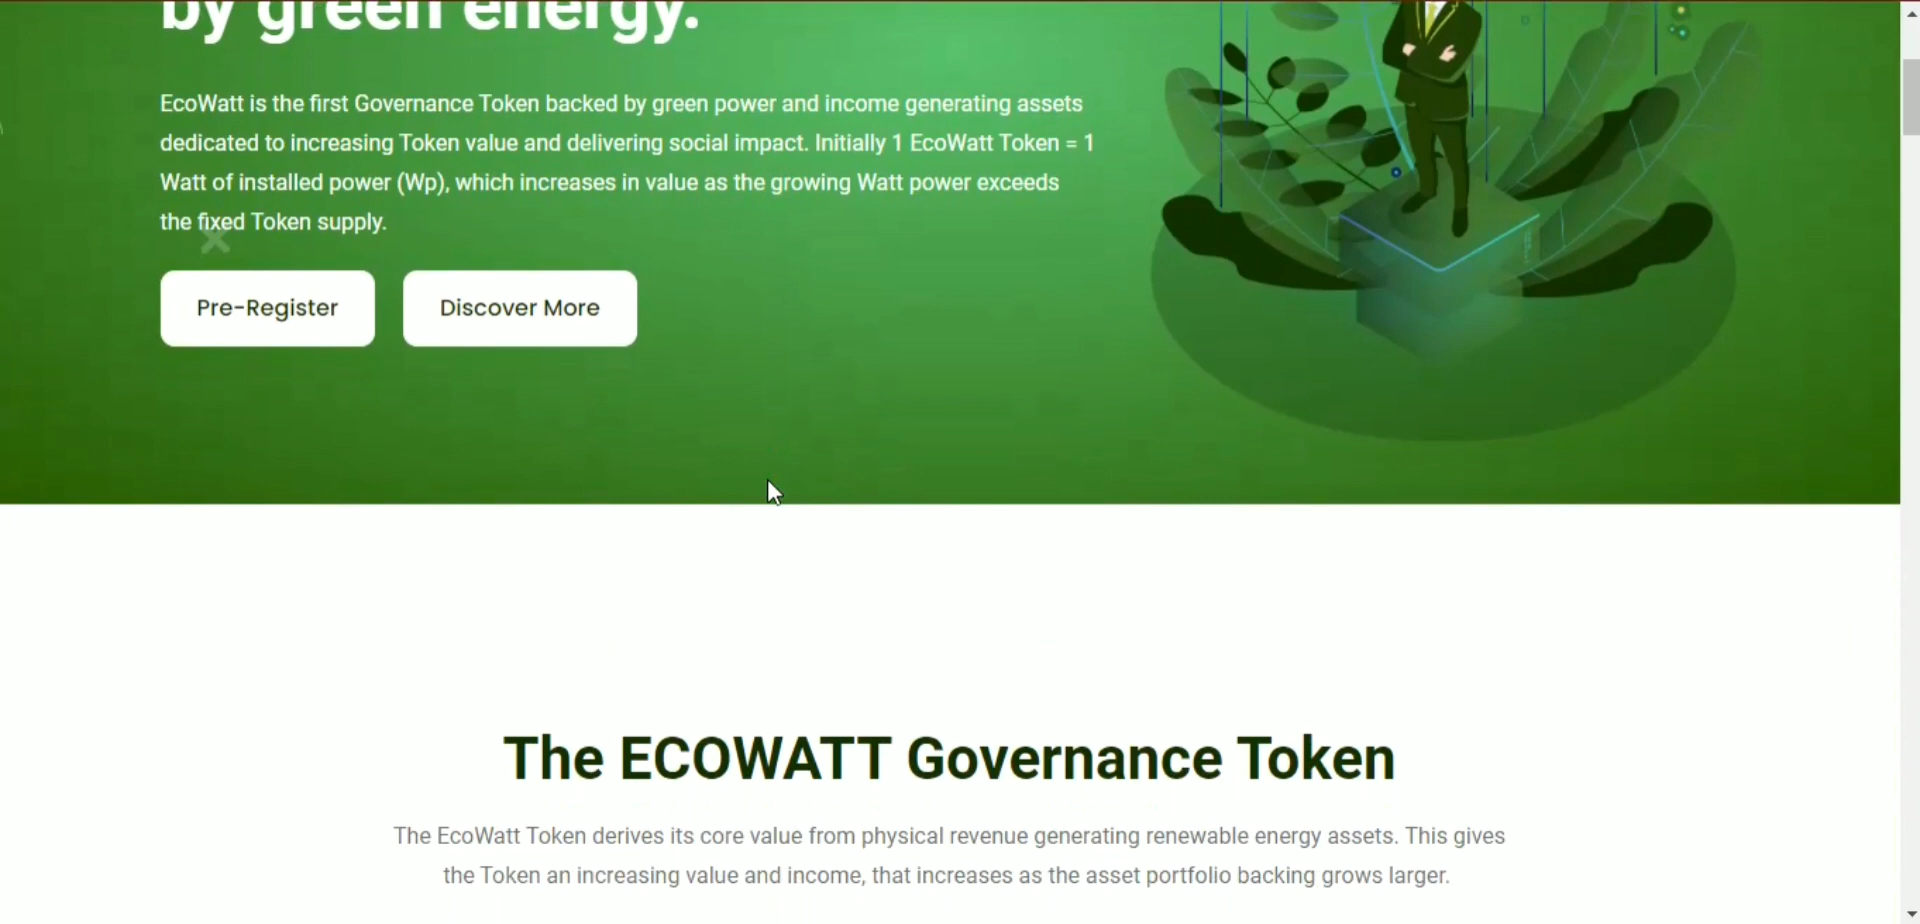 by green energy.
EcoWatt is the first Governance Token backed by green power and income generating assets
dedicated to increasing Token value and delivering social impact. Initially 1 EcoWatt Token = 1
Watt of installed power (Wp), which increases in value as the growing Watt power exceeds
the fixed Token supply.
Pre-Register
Discover More
The ECOWATT Governance Token
The EcoWatt Token derives its core value from physical revenue generating renewable energy assets. This gives
the Token an increasing value and income, that increases as the asset portfolio backing grows larger.